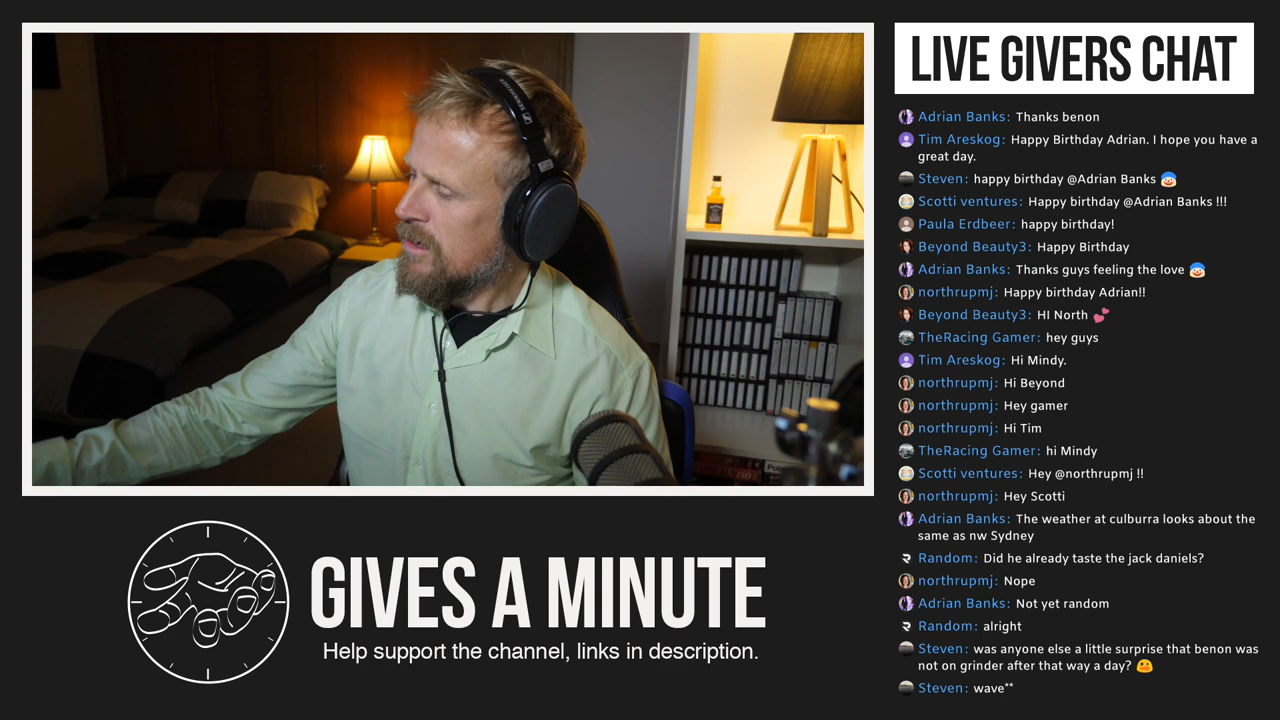 LIVE GIVERS CHAT
Adrian Banks: Thanks benon
Tim Areskog: Happy Birthday Adrian. I hope you have a
great day.
Steven: happy birthday @Adrian Banks
Scotti ventures: Happy birthday @Adrian Banks !!!
Paula Erdbeer: happy birthday!
Beyond Beauty3: Happy Birthday
Adrian Banks: Thanks guys feeling the love
northrupmj: Happy birthday Adrian!!
Beyond Beauty3: HI North
TheRacing Gamer: hey guys
Tim Areskog: Hi Mindy.
northrupmj: Hi Beyond
northrupmj: Hey gamer
northrupmj: Hi Tim
TheRacing Gamer: hi Mindy
Scotti ventures: Hey @northrupmj !!
northrupmj: Hey Scotti
Adrian Banks: The weather at culburra looks about the
same as nw Sydney
Random: Did he already taste the jack daniels?
northrupmj: Nope
Adrian Banks: Not yet random
Random: alright
Steven: was anyone else a little surprise that benon was
not on grinder after that way a day?
Steven: wave**
SENNHEISER
GIVES A MINUTE
Help support the channel, links in description.